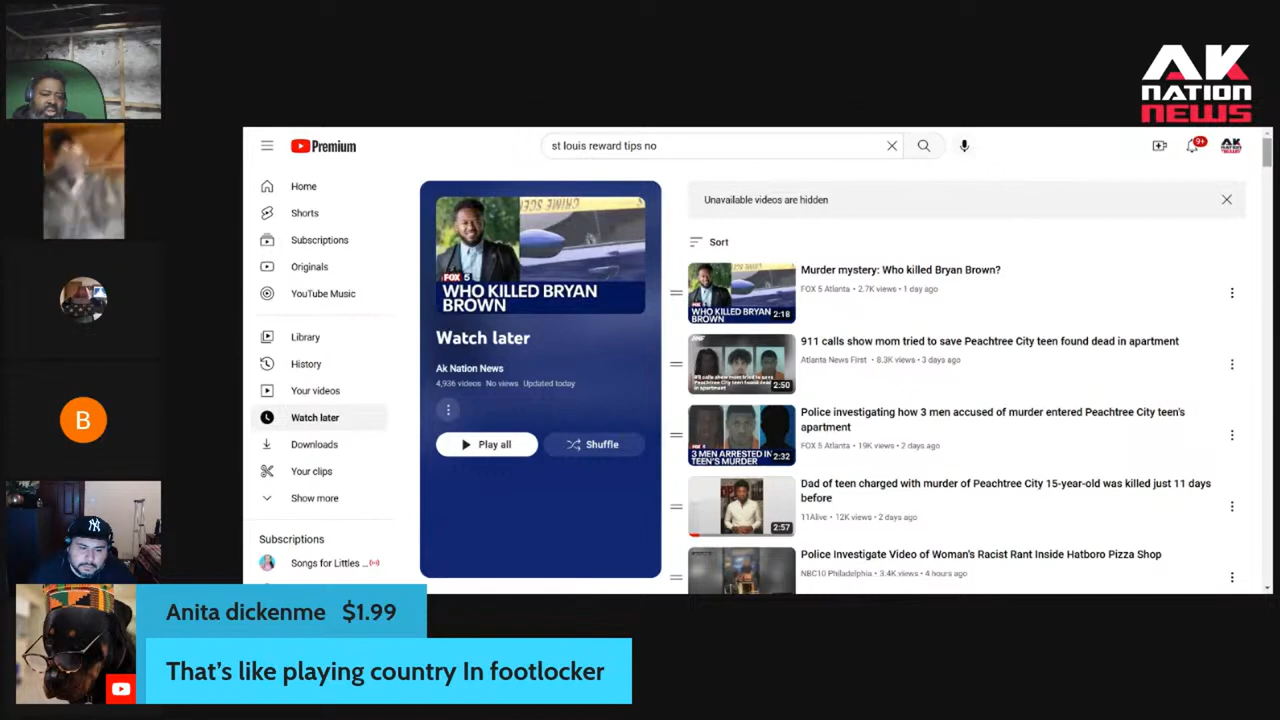 AK
NATION
NEWS
Premium
st louis reward tips no
9+
Home
Shorts
Subscriptions
Originals
YouTube Music
Library
History
Your videos
Watch later
Downloads
Your clips
Show more
Subscriptions
Songs for Littles ...
CRIME SCENE
FOX 5
WHO KILLED BRYAN
BROWN
Watch later
Ak Nation News
4,936 videos No views Updated today
Play all
Shuffle
Unavailable videos are hidden
Sort
WHO KILLED
BRYAN BROWN
2:18
Murder mystery: Who killed Bryan Brown?
FOX 5 Atlanta • 2.7K views • 1 day ago
2:50
911 calls show mom tried to save Peachtree City teen found dead in apartment
Atlanta News First • 8.3K views • 3 days ago
3 MEN ARRESTED IN
TEEN'S MURDER
2:32
Police investigating how 3 men accused of murder entered Peachtree City teen's
apartment
FOX 5 Atlanta • 19K views • 2 days ago
2:57
Dad of teen charged with murder of Peachtree City 15-year-old was killed just 11 days
before
11Alive • 12K views • 2 days ago
Police Investigate Video of Woman's Racist Rant Inside Hatboro Pizza Shop
NBC10 Philadelphia • 3.4K views • 4 hours ago
B
NY
Anita dickenme $1.99
That's like playing country In footlocker